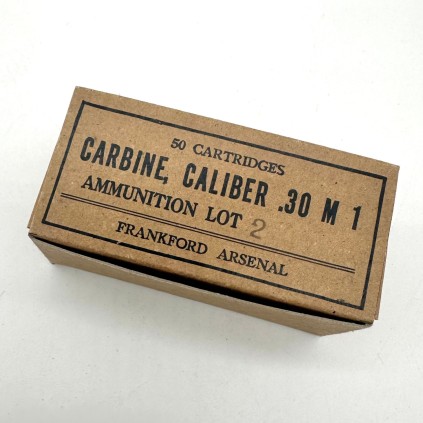 50 CARTRIDGES
CARBINE, CALIBER .30 M 1
AMMUNITION LOT 2
FRANKFORD ARSENAL